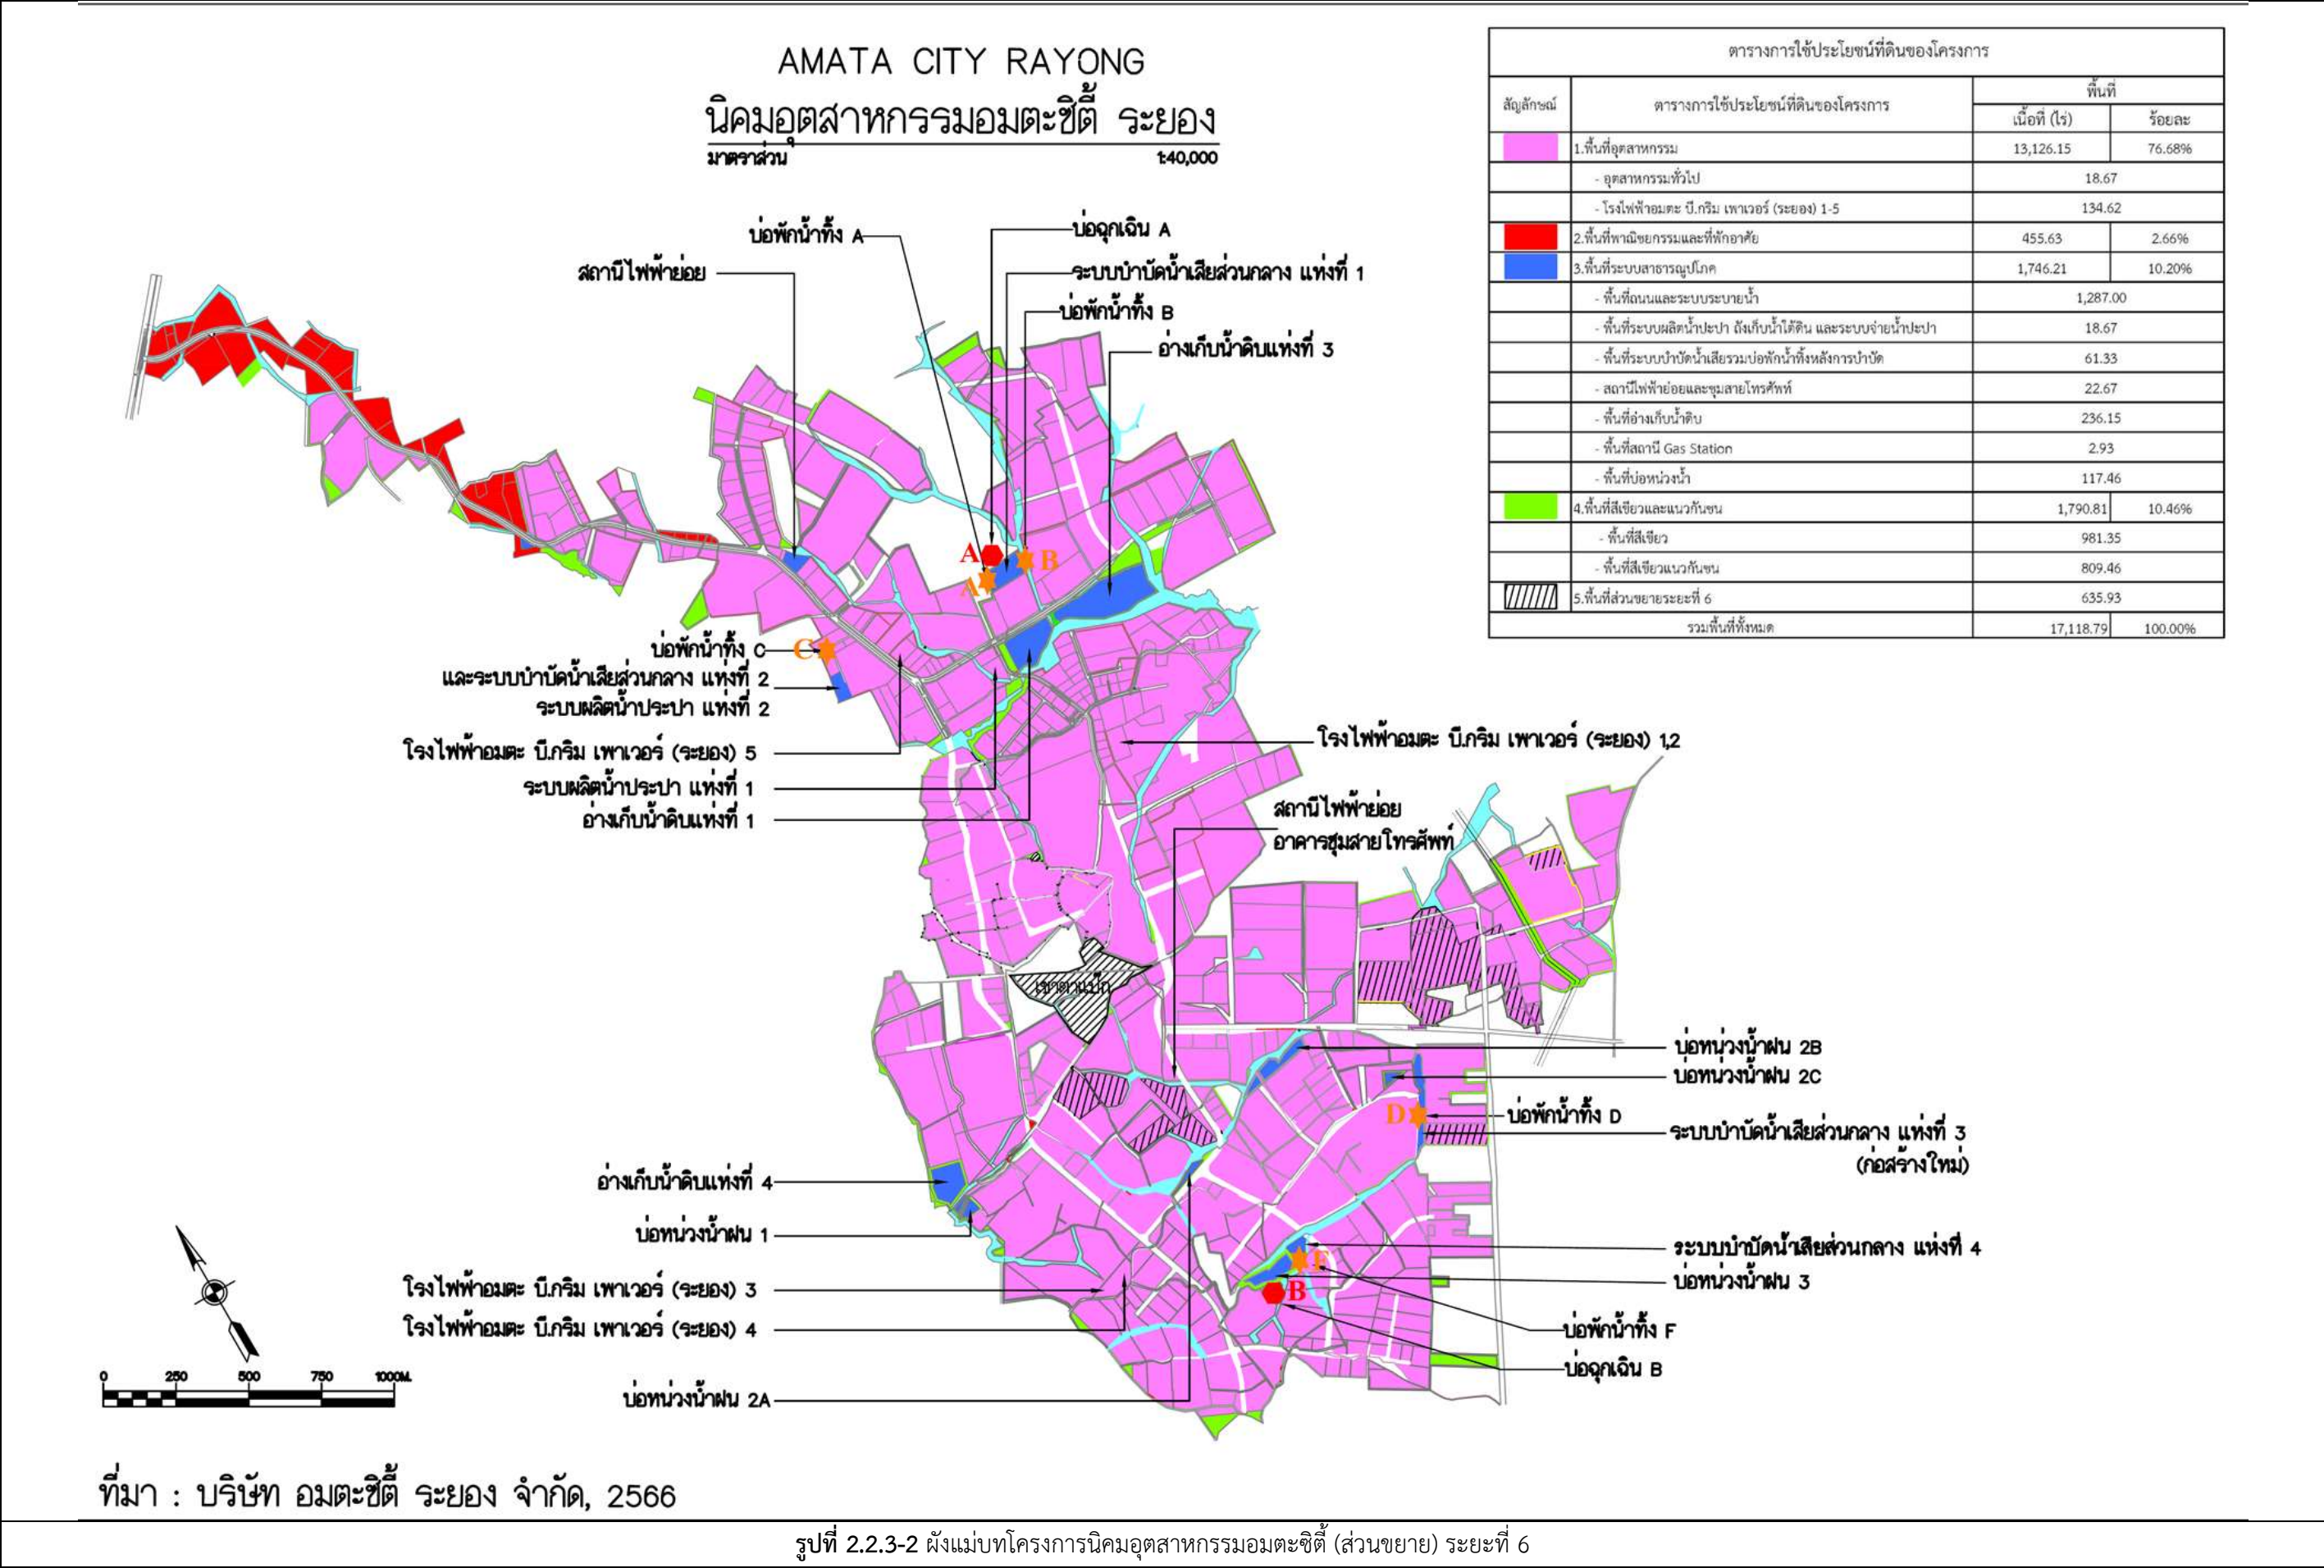 AMATA CITY RAYONG
นิคมอุตสาหกรรมอมตะซิตี้ ระยอง
มาตราส่วน 1:40,000
ตารางการใช้ประโยชน์ที่ดินของโครงการ
สัญลักษณ์ ตารางการใช้ประโยชน์ที่ดินของโครงการ พื้นที่
เนื้อที่ (ไร่) ร้อยละ
1.พื้นที่อุตสาหกรรม 13,126.15 76.68%
- อุตสาหกรรมทั่วไป 18.67
- โรงไฟฟ้าอมตะ บี.กริม เพาเวอร์ (ระยอง) 1-5 134.62
2.พื้นที่พาณิชยกรรมและที่พักอาศัย 455.63 2.66%
3.พื้นที่ระบบสาธารณูปโภค 1,746.21 10.20%
- พื้นที่ถนนและระบบระบายน้ำ 1,287.00
- พื้นที่ระบบผลิตน้ำปะปา ถังเก็บน้ำใต้ดิน และระบบจ่ายน้ำปะปา 18.67
- พื้นที่ระบบบำบัดน้ำเสียรวมบ่อพักน้ำทิ้งหลังการบำบัด 61.33
- สถานีไฟฟ้าย่อยและชุมสายโทรศัพท์ 22.67
- พื้นที่อ่างเก็บน้ำดิบ 236.15
- พื้นที่สถานี Gas Station 2.93
- พื้นที่บ่อหน่วงน้ำ 117.46
4.พื้นที่สีเขียวและแนวกันชน 1,790.81 10.46%
- พื้นที่สีเขียว 981.35
- พื้นที่สีเขียวแนวกันชน 809.46
5.พื้นที่ส่วนขยายระยะที่ 6 635.93
รวมพื้นที่ทั้งหมด 17,118.79 100.00%
บ่อพักน้ำทิ้ง A
บ่อฉุกเฉิน A
สถานีไฟฟ้าย่อย
ระบบบำบัดน้ำเสียส่วนกลาง แห่งที่ 1
บ่อพักน้ำทิ้ง B
อ่างเก็บน้ำดิบแห่งที่ 3
A
B
A
บ่อพักน้ำทิ้ง C
C
และระบบบำบัดน้ำเสียส่วนกลาง แห่งที่ 2
ระบบผลิตน้ำประปา แห่งที่ 2
โรงไฟฟ้าอมตะ บี.กริม เพาเวอร์ (ระยอง) 5
ระบบผลิตน้ำประปา แห่งที่ 1
อ่างเก็บน้ำดิบแห่งที่ 1
โรงไฟฟ้าอมตะ บี.กริม เพาเวอร์ (ระยอง) 1,2
สถานีไฟฟ้าย่อย
อาคารชุมสายโทรศัพท์
บ่อหน่วงน้ำฝน 2B
บ่อหน่วงน้ำฝน 2C
D
บ่อพักน้ำทิ้ง D
ระบบบำบัดน้ำเสียส่วนกลาง แห่งที่ 3
(ก่อสร้างใหม่)
อ่างเก็บน้ำดิบแห่งที่ 4
บ่อหน่วงน้ำฝน 1
ระบบบำบัดน้ำเสียส่วนกลาง แห่งที่ 4
บ่อหน่วงน้ำฝน 3
F
B
โรงไฟฟ้าอมตะ บี.กริม เพาเวอร์ (ระยอง) 3
โรงไฟฟ้าอมตะ บี.กริม เพาเวอร์ (ระยอง) 4
บ่อพักน้ำทิ้ง F
บ่อฉุกเฉิน B
บ่อหน่วงน้ำฝน 2A
0 250 500 750 1000M.
ที่มา : บริษัท อมตะซิตี้ ระยอง จำกัด, 2566
รูปที่ 2.2.3-2 ผังแม่บทโครงการนิคมอุตสาหกรรมอมตะซิตี้ (ส่วนขยาย) ระยะที่ 6